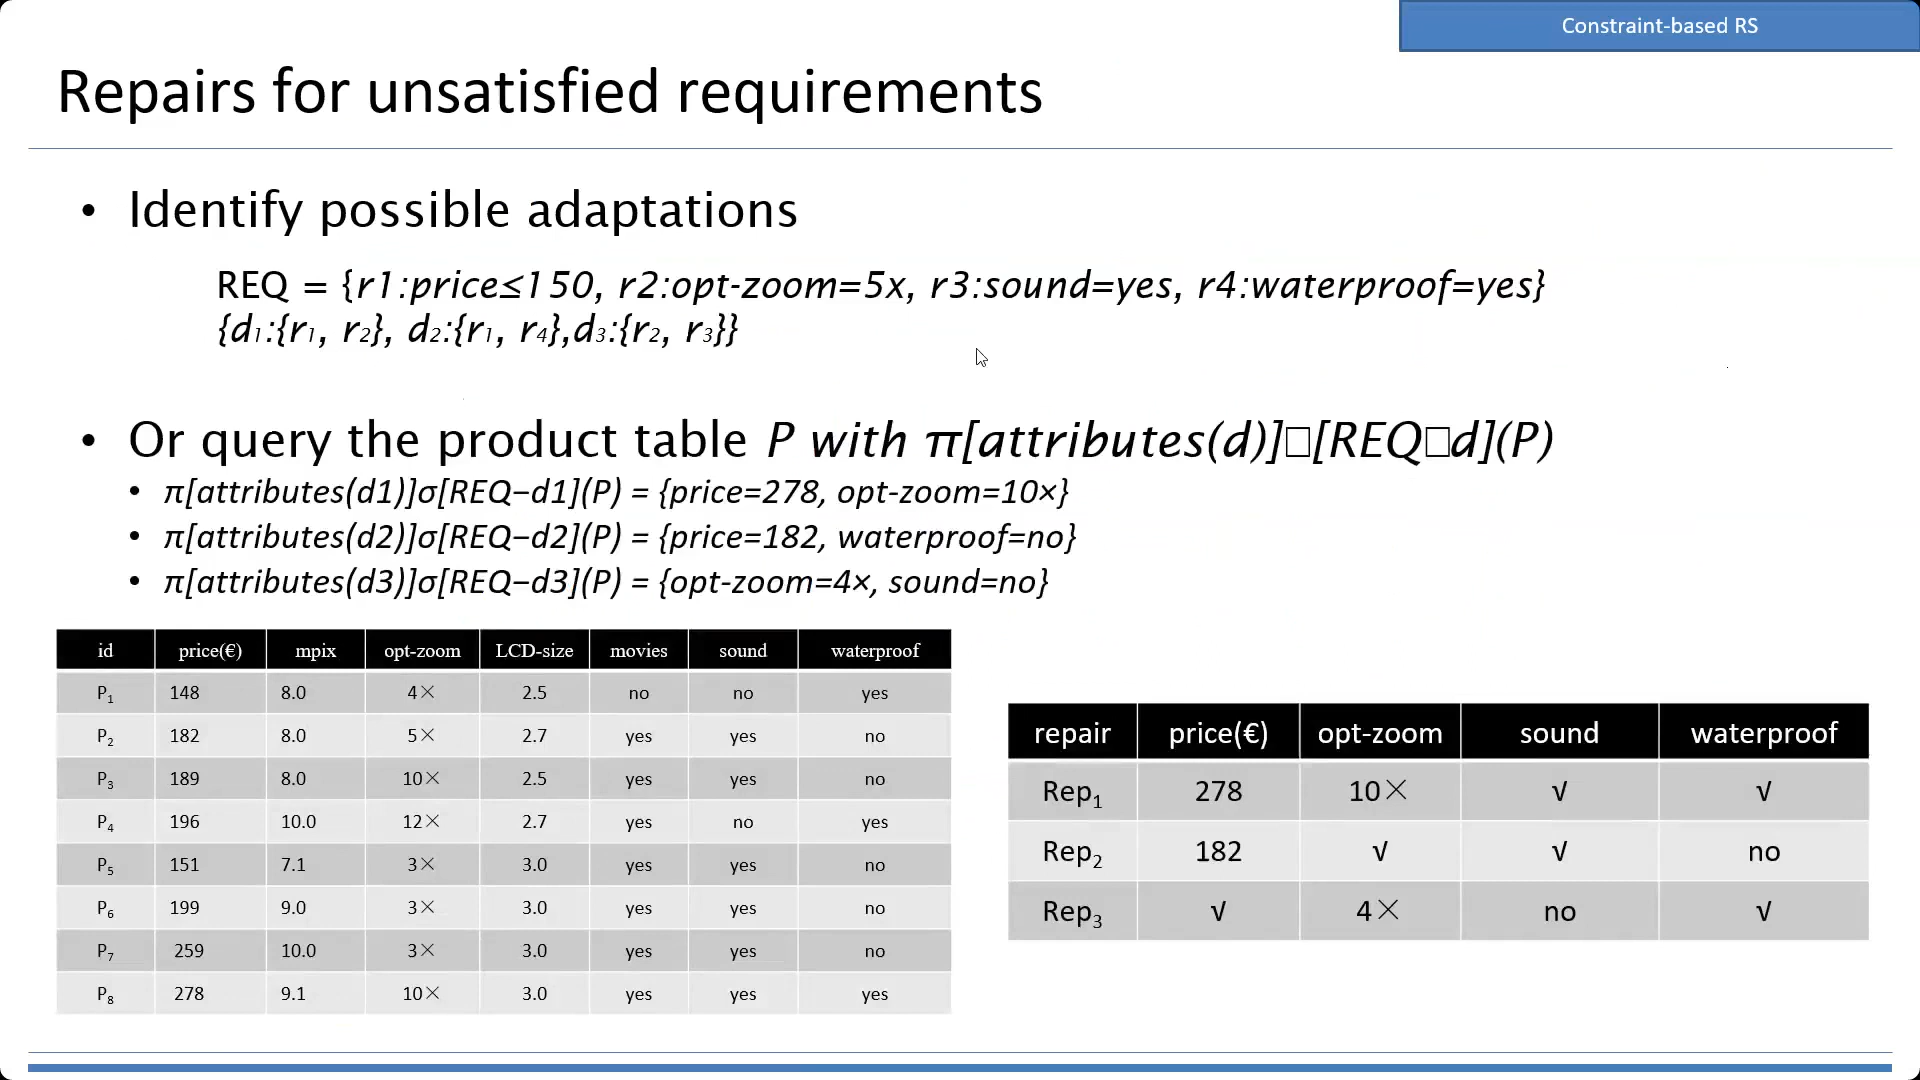 Constraint-based RS
Repairs for unsatisfied requirements
• Identify possible adaptations
REQ = {r1:price≤150, r2:opt-zoom=5x, r3:sound=yes, r4:waterproof=yes}
{d1:{r1, r2}, d2:{r1, r4},d3:{r2, r3}}
• Or query the product table P with π[attributes(d)]□[REQ□d](P)
• π[attributes(d1)]σ[REQ−d1](P) = {price=278, opt-zoom=10×}
• π[attributes(d2)]σ[REQ−d2](P) = {price=182, waterproof=no}
• π[attributes(d3)]σ[REQ−d3](P) = {opt-zoom=4×, sound=no}
id price(€) mpix opt-zoom LCD-size movies sound waterproof
P1 148 8.0 4× 2.5 no no yes
P2 182 8.0 5× 2.7 yes yes no
P3 189 8.0 10× 2.5 yes yes no
P4 196 10.0 12× 2.7 yes no yes
P5 151 7.1 3× 3.0 yes yes no
P6 199 9.0 3× 3.0 yes yes no
P7 259 10.0 3× 3.0 yes yes no
P8 278 9.1 10× 3.0 yes yes yes
repair price(€) opt-zoom sound waterproof
Rep1 278 10× √ √
Rep2 182 √ √ no
Rep3 √ 4× no √